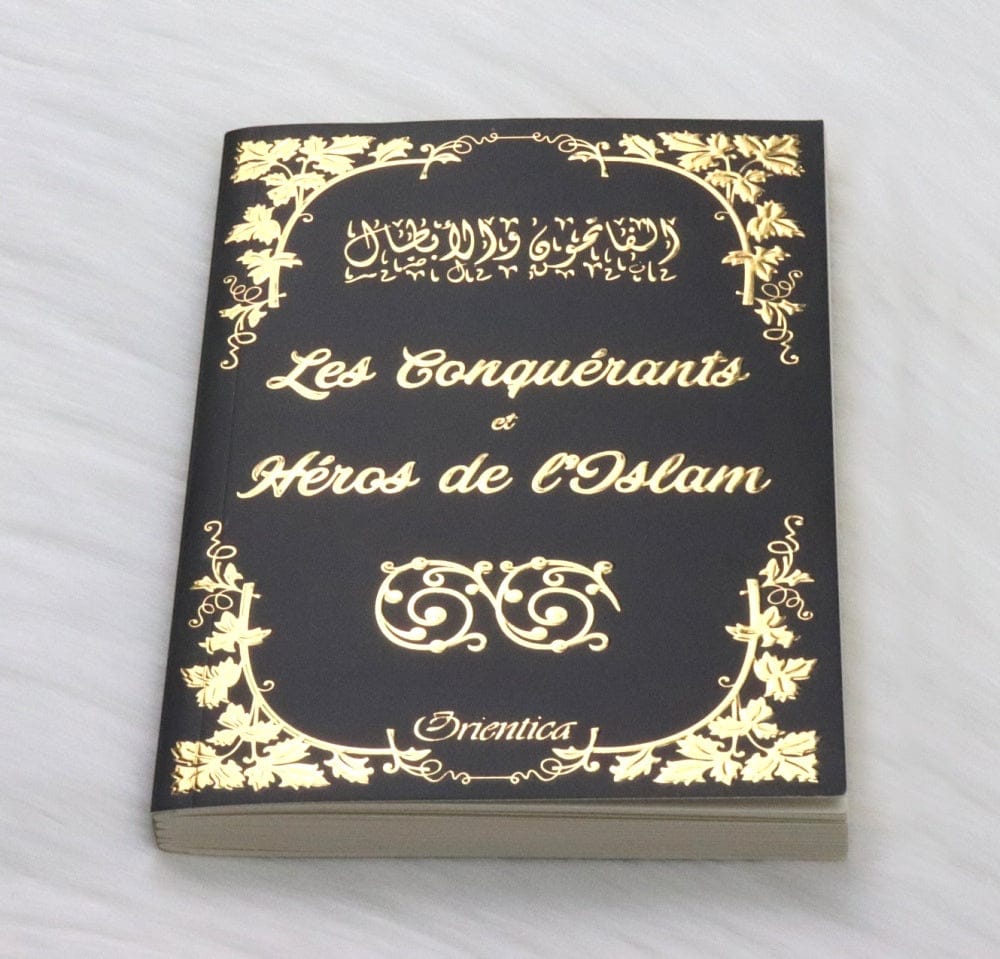 الفاتحون والأبطال
Les Conquérants
et
Héros de l'Islam
Orientica